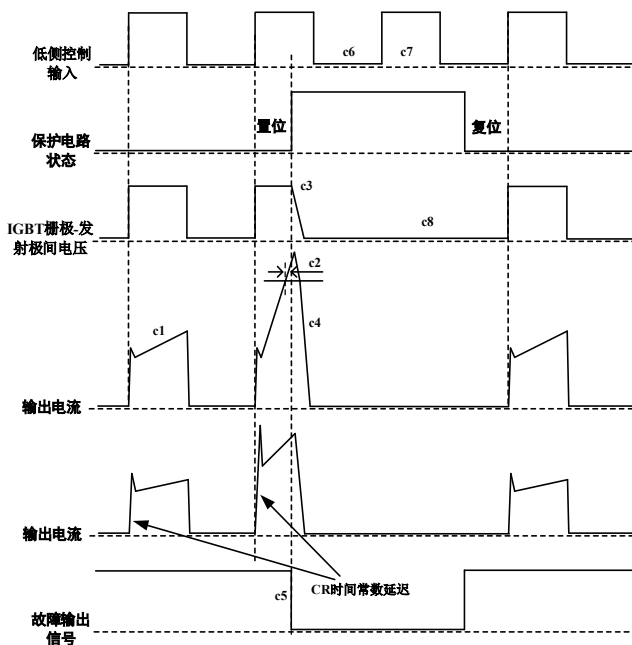 低侧控制
输入
c6
c7
保护电路
状态
置位
复位
IGBT栅极-发
射极间电压
c3
c8
c2
c4
c1
输出电流
输出电流
CR时间常数延迟
c5
故障输出
信号